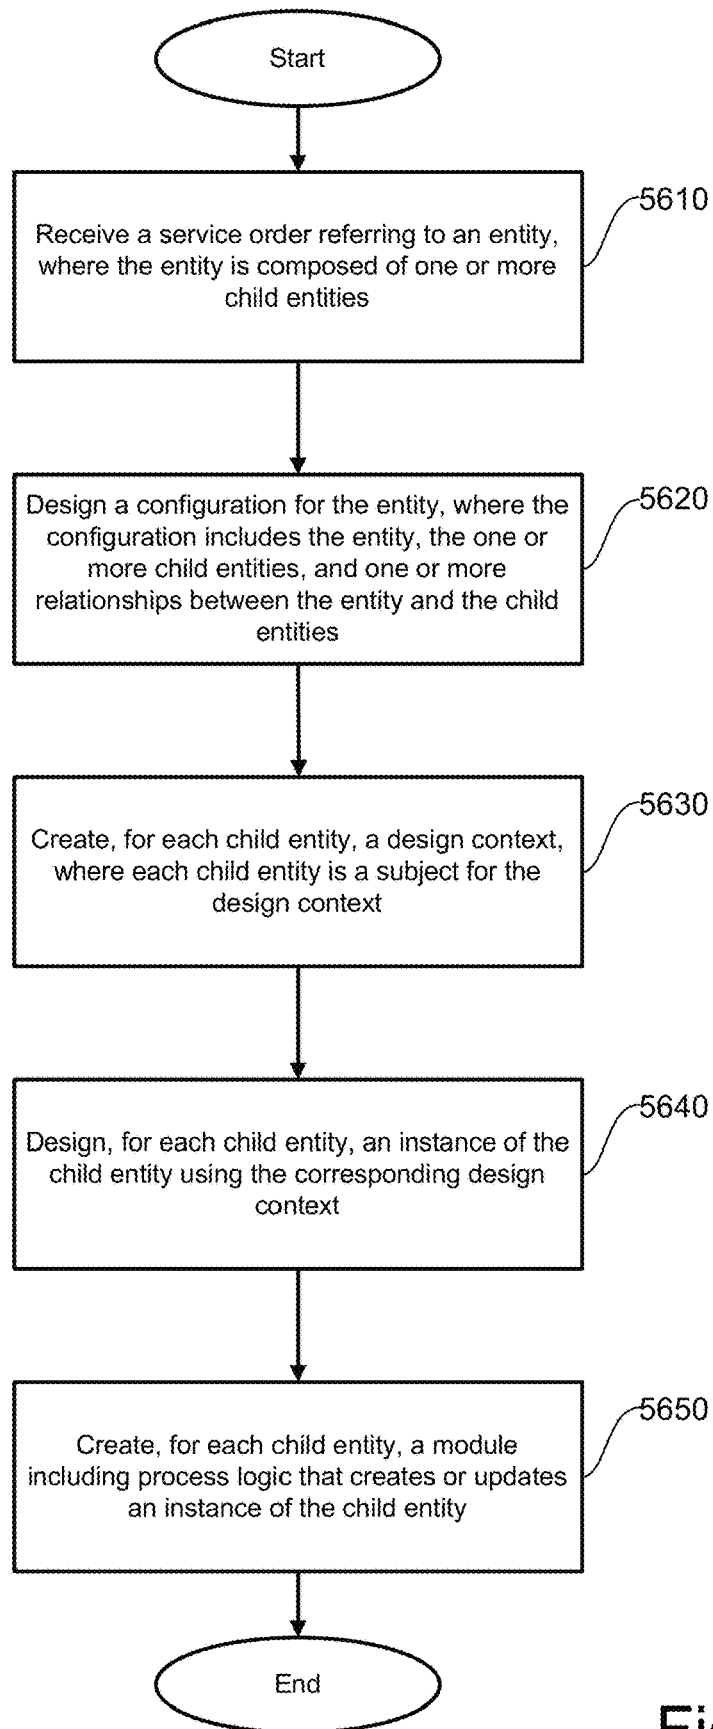 Start
5610
Receive a service order referring to an entity,
where the entity is composed of one or more
child entities
5620
Design a configuration for the entity, where the
configuration includes the entity, the one or
more child entities, and one or more
relationships between the entity and the child
entities
5630
Create, for each child entity, a design context,
where each child entity is a subject for the
design context
5640
Design, for each child entity, an instance of the
child entity using the corresponding design
context
5650
Create, for each child entity, a module
including process logic that creates or updates
an instance of the child entity
End